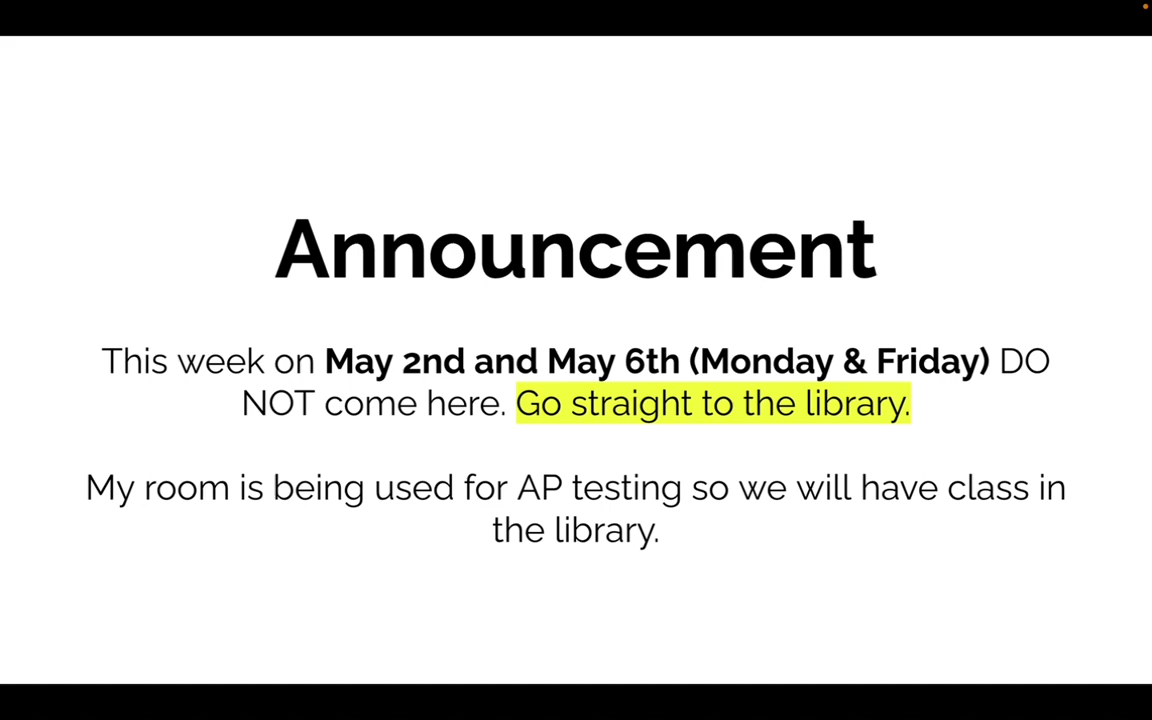 Announcement
This week on May 2nd and May 6th (Monday & Friday) DO
NOT come here. Go straight to the library.
My room is being used for AP testing so we will have class in
the library.